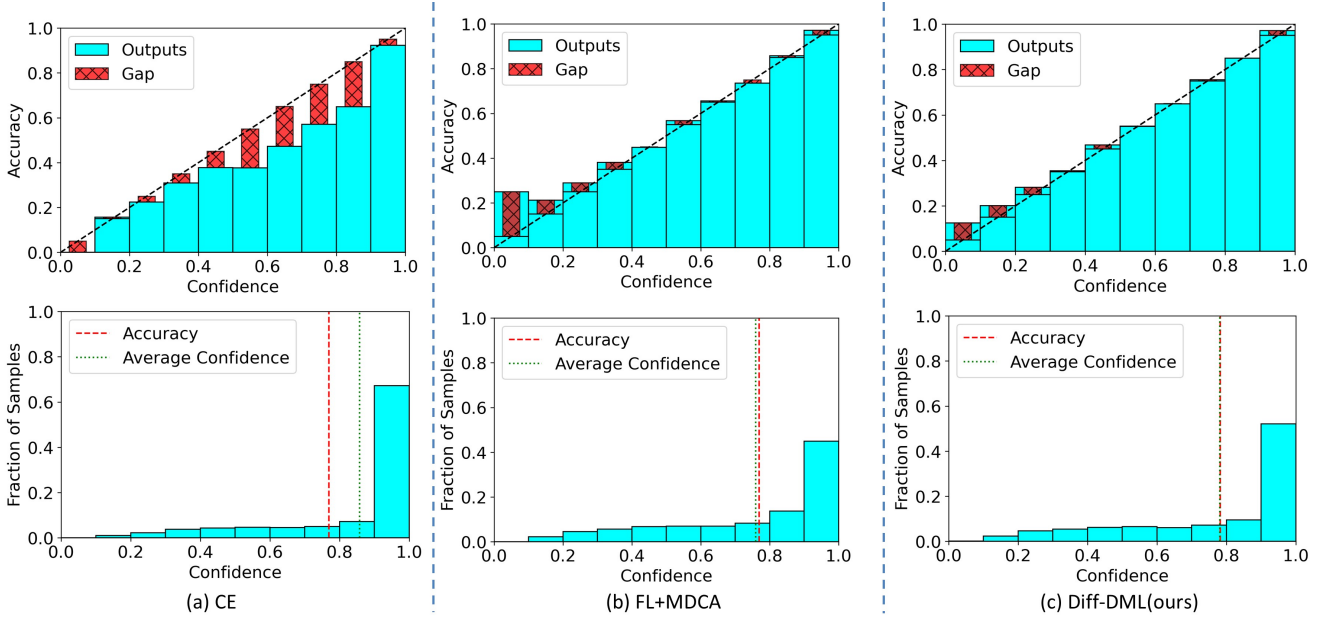 1.0
0.8
0.6
0.4
0.2
0.0
Accuracy
Outputs
Gap
0.0 0.2 0.4 0.6 0.8 1.0
Confidence
1.0
0.8
0.6
0.4
0.2
0.0
Accuracy
Outputs
Gap
0.0 0.2 0.4 0.6 0.8 1.0
Confidence
1.0
0.8
0.6
0.4
0.2
0.0
Accuracy
Outputs
Gap
0.0 0.2 0.4 0.6 0.8 1.0
Confidence
1.0
0.8
0.6
0.4
0.2
0.0
Fraction of Samples
Accuracy
Average Confidence
0.0 0.2 0.4 0.6 0.8 1.0
Confidence
(a) CE
1.0
0.8
0.6
0.4
0.2
0.0
Fraction of Samples
Accuracy
Average Confidence
0.0 0.2 0.4 0.6 0.8 1.0
Confidence
(b) FL+MDCA
1.0
0.8
0.6
0.4
0.2
0.0
Fraction of Samples
Accuracy
Average Confidence
0.0 0.2 0.4 0.6 0.8 1.0
Confidence
(c) Diff-DML(ours)